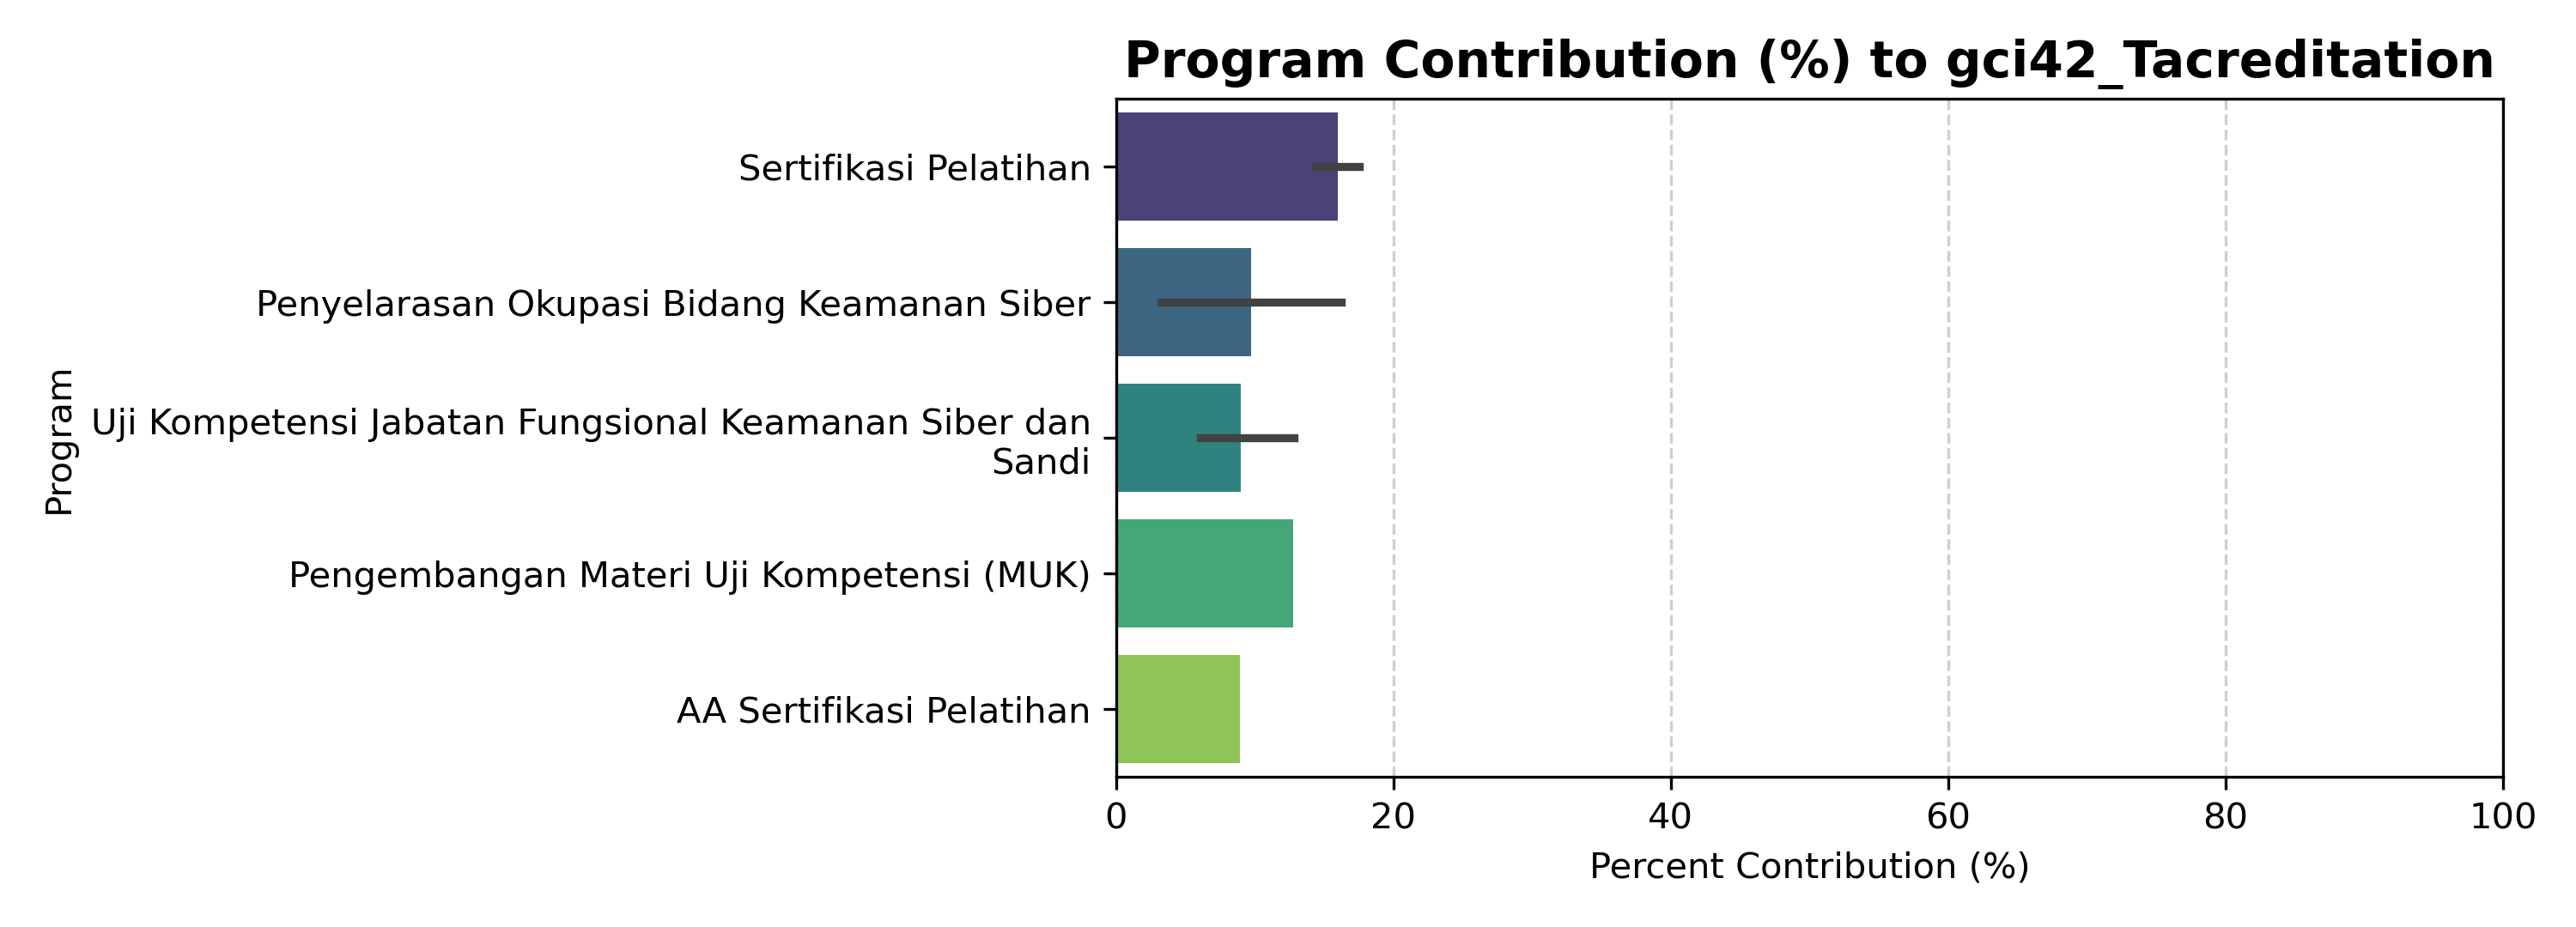 Program Contribution (%) to gci42_Tacreditation
Program
Sertifikasi Pelatihan
Penyelarasan Okupasi Bidang Keamanan Siber
Uji Kompetensi Jabatan Fungsional Keamanan Siber dan
Sandi
Pengembangan Materi Uji Kompetensi (MUK)
AA Sertifikasi Pelatihan
0 20 40 60 80 100
Percent Contribution (%)